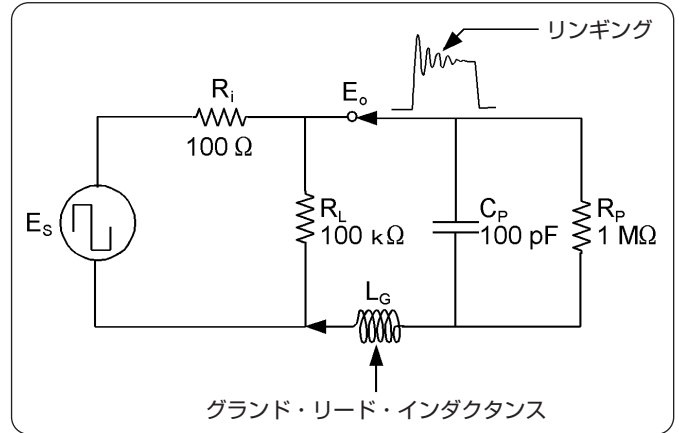 リンギング
Ri
100 Ω
Eo
ES
RL
100 kΩ
CP
100 pF
RP
1 MΩ
LG
グランド・リード・インダクタンス